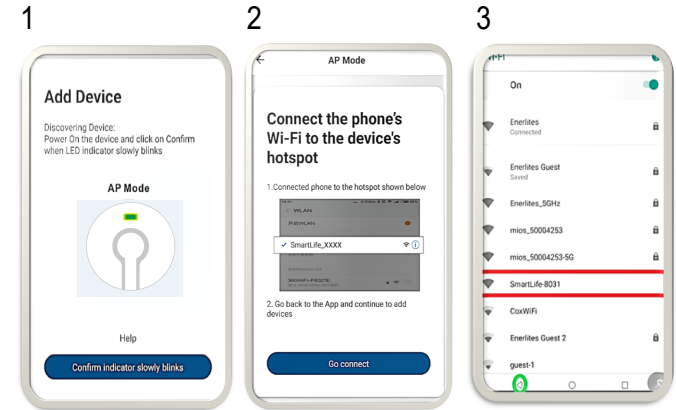 1
Add Device
Discovering Device:
Power On the device and click on Confirm
when LED indicator slowly blinks
AP Mode
Help
Confirm indicator slowly blinks
2
AP Mode
Connect the phone's
Wi-Fi to the device's
hotspot
1.Connected phone to the hotspot shown below
WLAN
SmartLife_XXXX
2. Go back to the App and continue to add
devices
Go connect
3
On
Enerlites
Connected
Enerlites Guest
Saved
Enerlites_5GHz
mios_50004253
mios_50004253-5G
SmartLife-8031
CoxWiFi
Enerlites Guest 2
guest-1